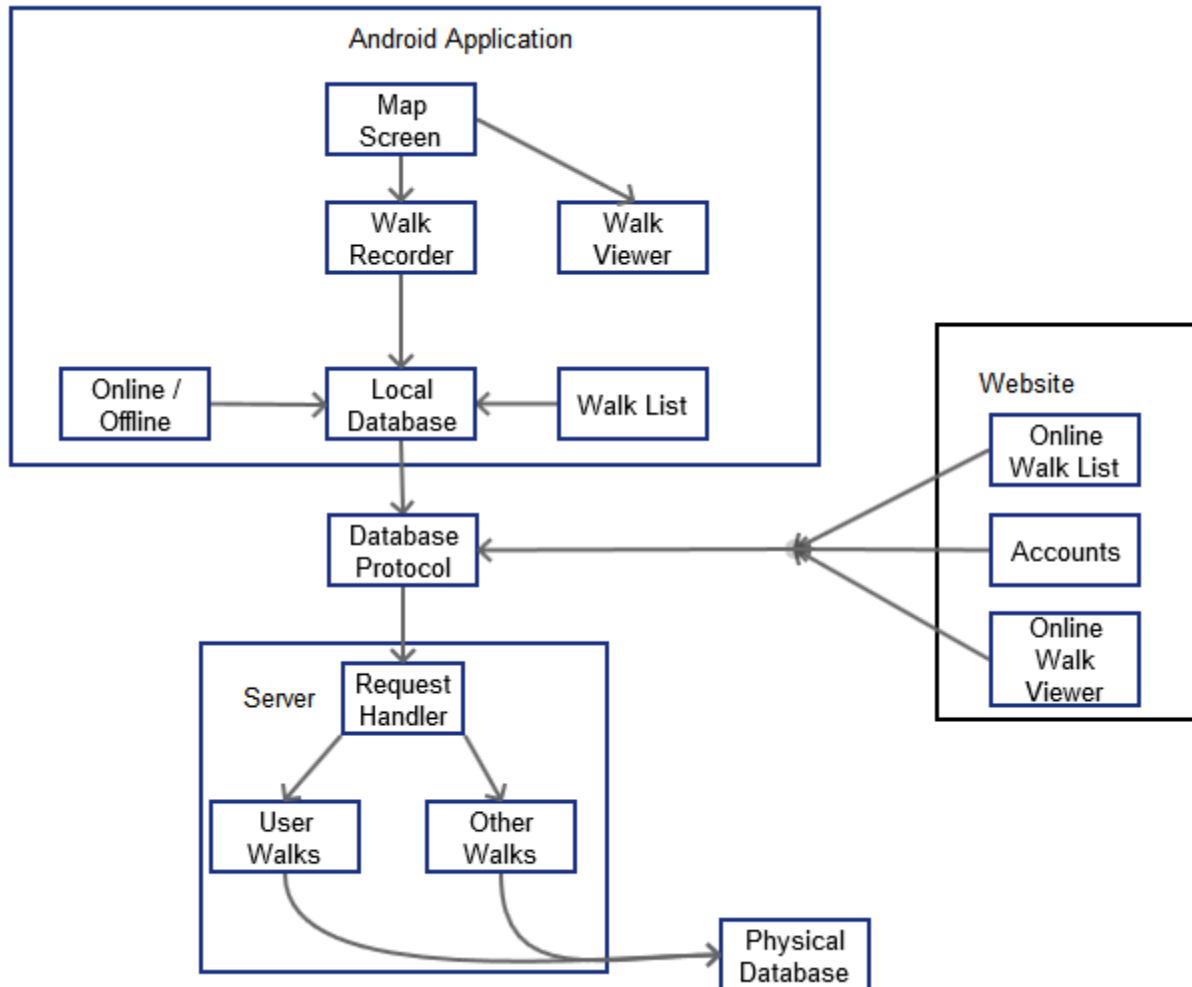 Android Application
Map
Screen
Walk
Recorder
Walk
Viewer
Online /
Offline
Local
Database
Walk List
Website
Online
Walk List
Database
Protocol
Accounts
Online
Walk
Viewer
Server
Request
Handler
User
Walks
Other
Walks
Physical
Database